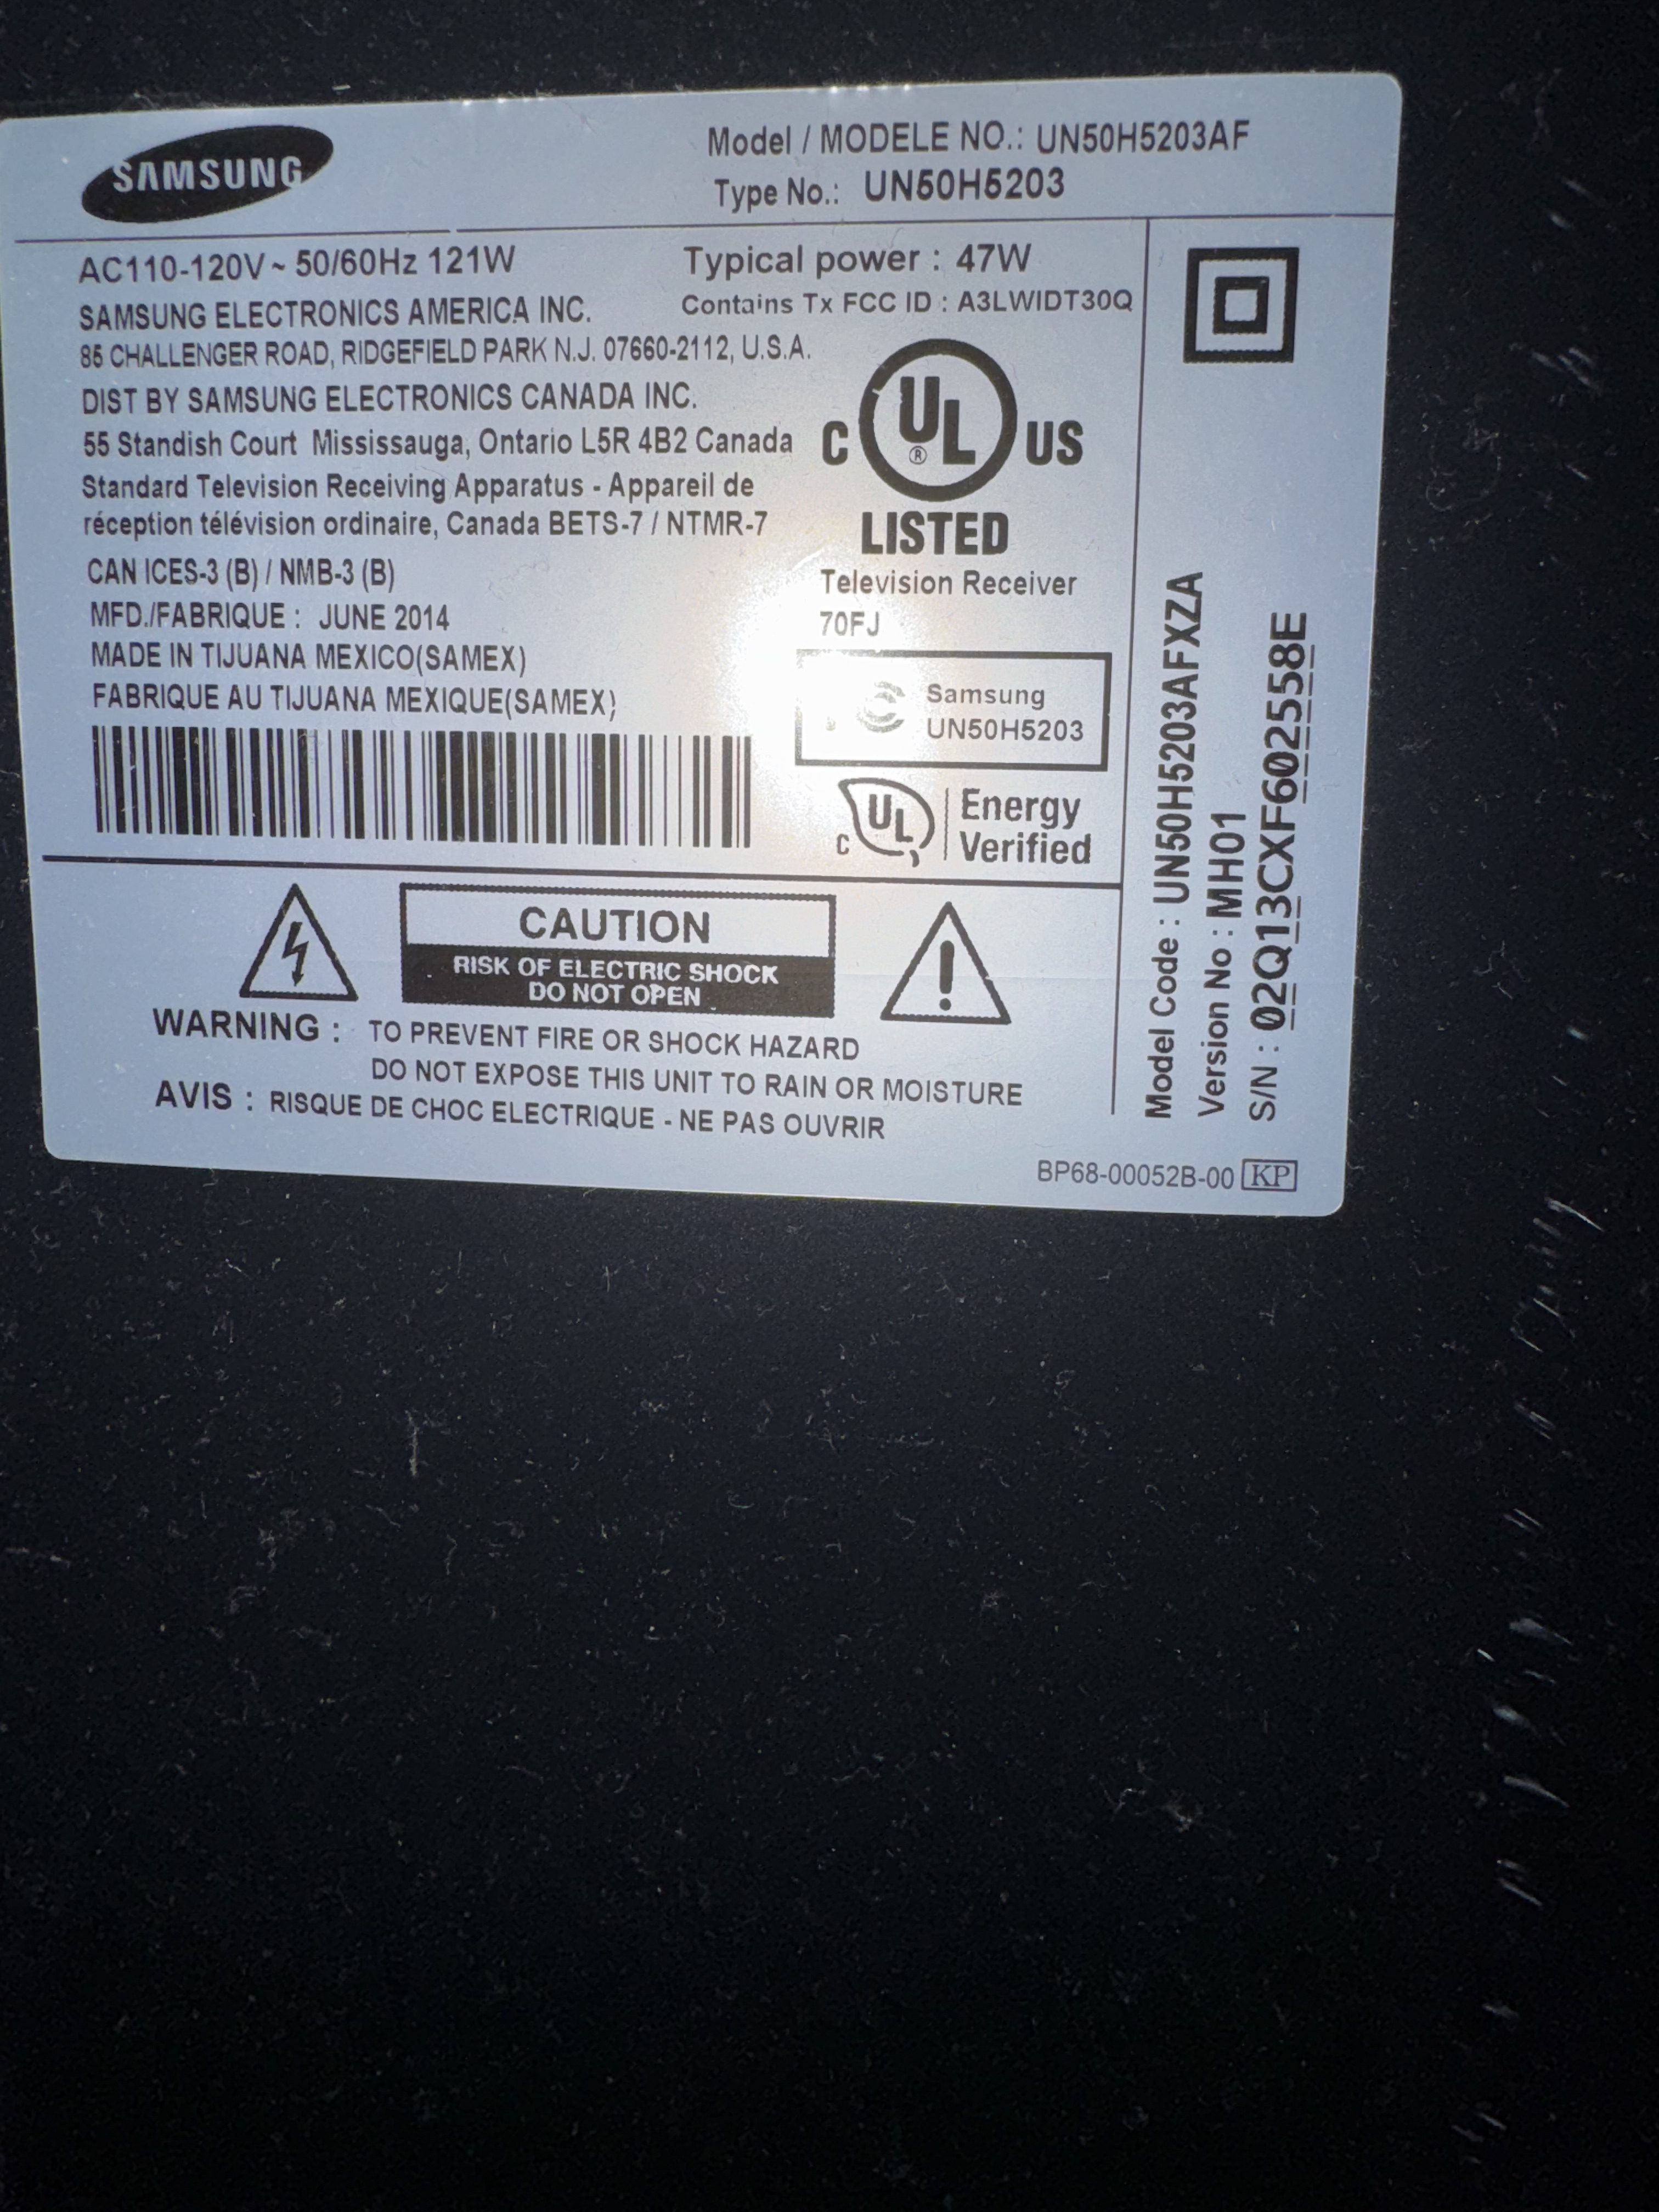 SAMSUNG
Model / MODELE NO.: UN50H5203AF
Type No.: UN50H5203
AC110-120V ~ 50/60Hz 121W
Typical power : 47W
SAMSUNG ELECTRONICS AMERICA INC.
Contains Tx FCC ID : A3LWIDT30Q
85 CHALLENGER ROAD, RIDGEFIELD PARK N.J. 07660-2112, U.S.A.
DIST BY SAMSUNG ELECTRONICS CANADA INC.
55 Standish Court Mississauga, Ontario L5R 4B2 Canada
Standard Television Receiving Apparatus - Appareil de
réception télévision ordinaire, Canada BETS-7 / NTMR-7
CAN ICES-3 (B) / NMB-3 (B)
MFD./FABRIQUE : JUNE 2014
MADE IN TIJUANA MEXICO(SAMEX)
FABRIQUE AU TIJUANA MEXIQUE(SAMEX)
C UL ® US
LISTED
Television Receiver
70FJ
Samsung
UN50H5203
C UL Energy
Verified
CAUTION
RISK OF ELECTRIC SHOCK
DO NOT OPEN
WARNING : TO PREVENT FIRE OR SHOCK HAZARD
DO NOT EXPOSE THIS UNIT TO RAIN OR MOISTURE
AVIS : RISQUE DE CHOC ELECTRIQUE - NE PAS OUVRIR
Model Code : UN50H5203AFXZA
Version No : MH01
S/N : 02Q13CXF602558E
BP68-00052B-00 KP